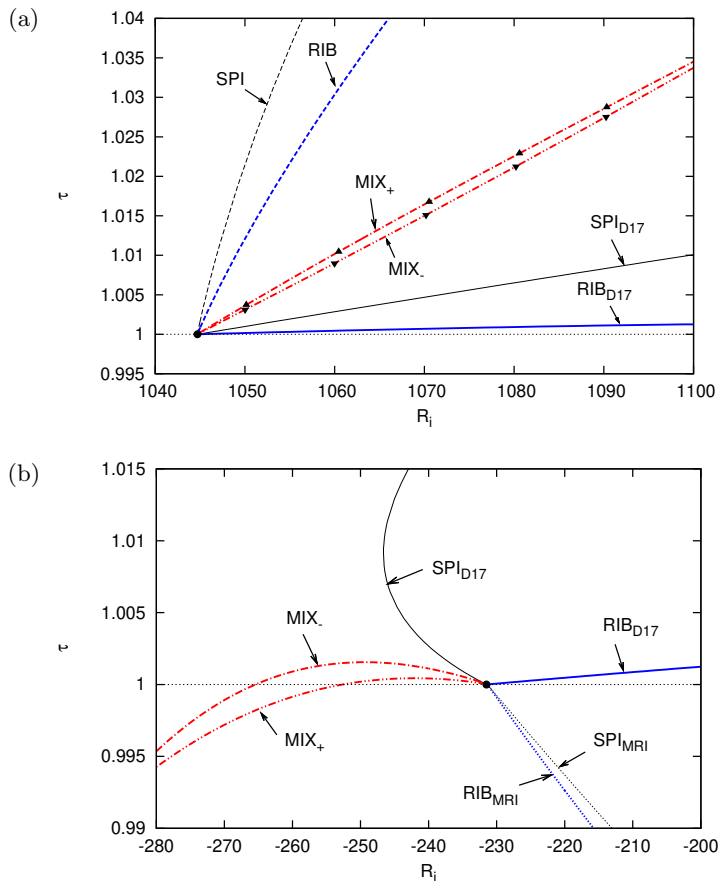 (a)
1.04
1.035
1.03
1.025
1.02
1.015
1.01
1.005
1
0.995
τ
SPI
RIB
MIX+
MIX-
SPID17
RIBD17
1040 1050 1060 1070 1080 1090 1100
Ri
(b)
1.015
1.01
1.005
1
0.995
0.99
τ
SPID17
MIX-
RIBD17
MIX+
SPIMRI
RIBMRI
-280 -270 -260 -250 -240 -230 -220 -210 -200
Ri